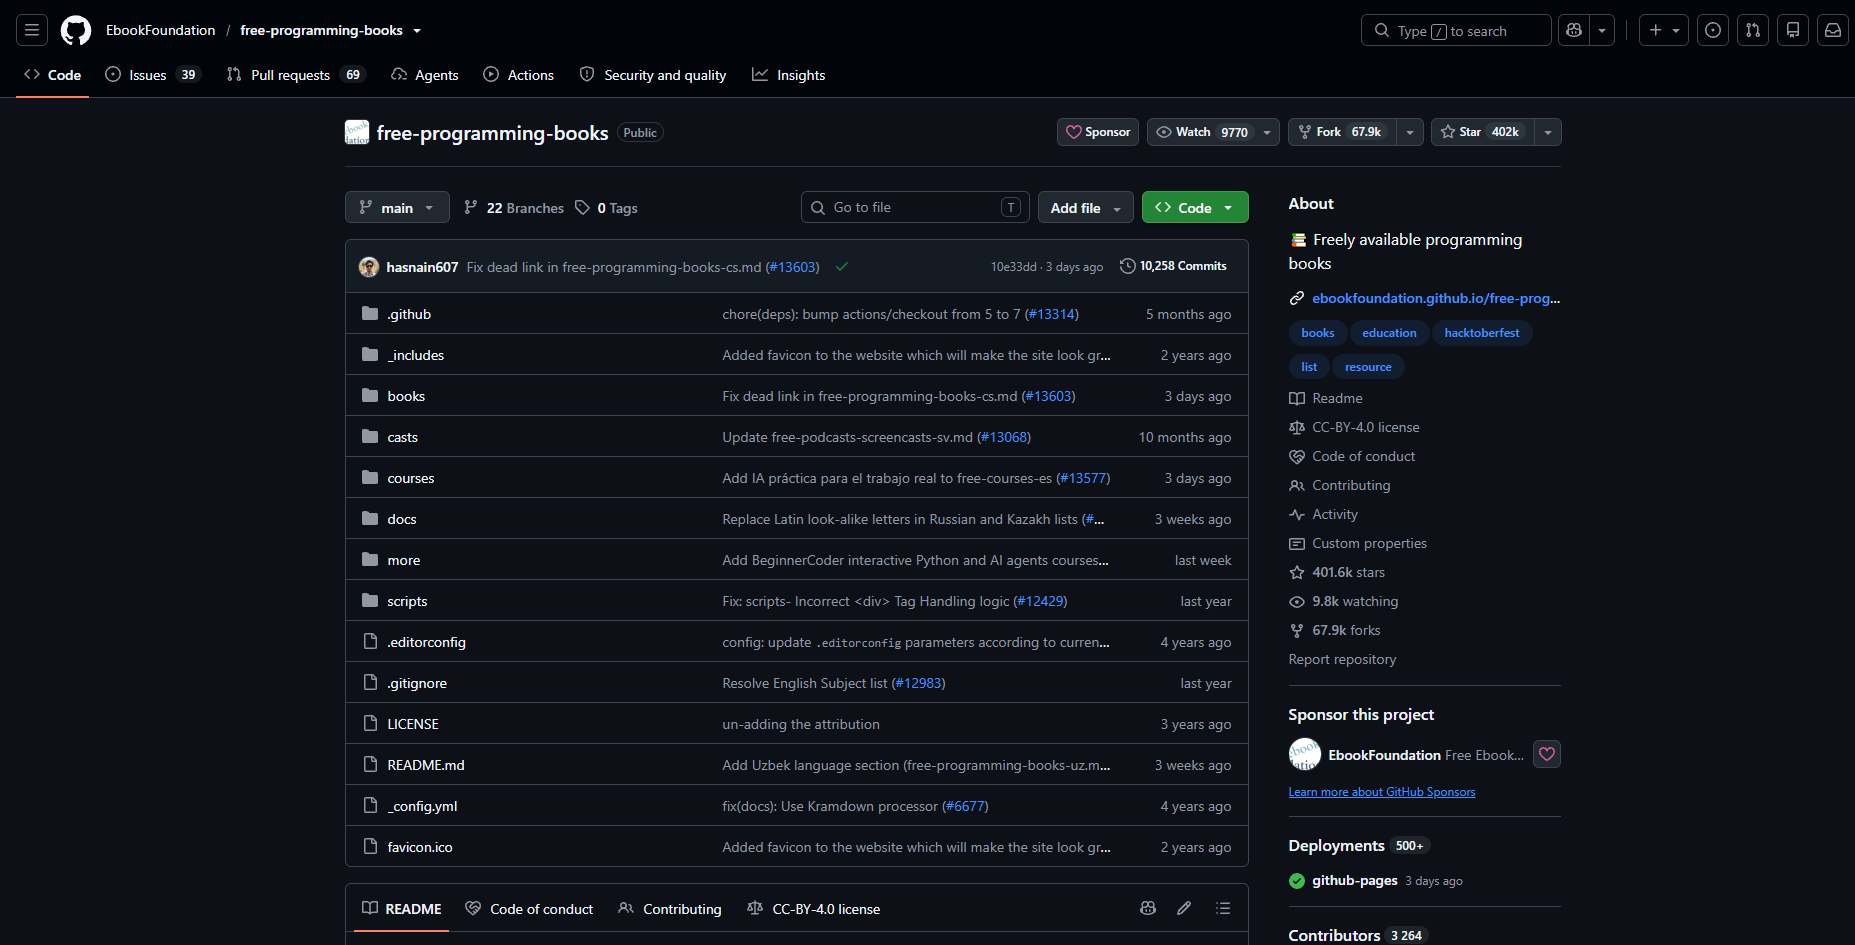 EbookFoundation / free-programming-books
Type / to search
Code Issues 39 Pull requests 69 Agents Actions Security and quality Insights
free-programming-books Public
Sponsor Watch 9770 Fork 67.9k Star 402k
main 22 Branches 0 Tags
Go to file T Add file Code
hasnain607 Fix dead link in free-programming-books-cs.md (#13603) 10e33dd · 3 days ago 10,258 Commits
.github chore(deps): bump actions/checkout from 5 to 7 (#13314) 5 months ago
_includes Added favicon to the website which will make the site look gr... 2 years ago
books Fix dead link in free-programming-books-cs.md (#13603) 3 days ago
casts Update free-podcasts-screencasts-sv.md (#13068) 10 months ago
courses Add IA práctica para el trabajo real to free-courses-es (#13577) 3 days ago
docs Replace Latin look-alike letters in Russian and Kazakh lists (#... 3 weeks ago
more Add BeginnerCoder interactive Python and AI agents courses... last week
scripts Fix: scripts- Incorrect <div> Tag Handling logic (#12429) last year
.editorconfig config: update .editorconfig parameters according to curren... 4 years ago
.gitignore Resolve English Subject list (#12983) last year
LICENSE un-adding the attribution 3 years ago
README.md Add Uzbek language section (free-programming-books-uz.m... 3 weeks ago
_config.yml fix(docs): Use Kramdown processor (#6677) 4 years ago
favicon.ico Added favicon to the website which will make the site look gr... 2 years ago
README Code of conduct Contributing CC-BY-4.0 license
About
Freely available programming
books
ebookfoundation.github.io/free-prog...
books education hacktoberfest
list resource
Readme
CC-BY-4.0 license
Code of conduct
Contributing
Activity
Custom properties
401.6k stars
9.8k watching
67.9k forks
Report repository
Sponsor this project
EbookFoundation Free Ebook...
Learn more about GitHub Sponsors
Deployments 500+
github-pages 3 days ago
Contributors 3 264